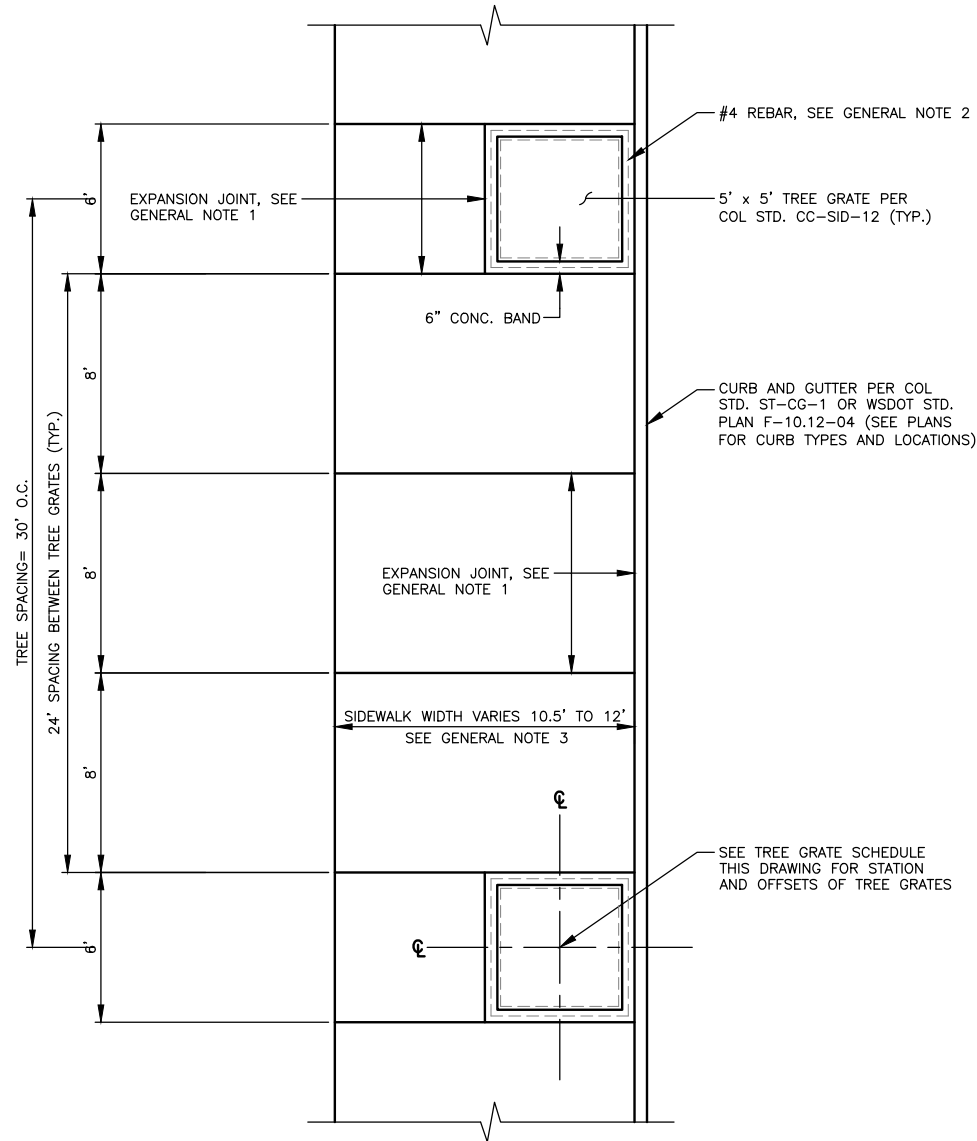 #4 REBAR, SEE GENERAL NOTE 2
6'
EXPANSION JOINT, SEE
GENERAL NOTE 1
5' x 5' TREE GRATE PER
COL STD. CC-SID-12 (TYP.)
6" CONC. BAND
8'
CURB AND GUTTER PER COL
STD. ST-CG-1 OR WSDOT STD.
PLAN F-10.12-04 (SEE PLANS
FOR CURB TYPES AND LOCATIONS)
TREE SPACING= 30' O.C.
24' SPACING BETWEEN TREE GRATES (TYP.)
8'
EXPANSION JOINT, SEE
GENERAL NOTE 1
SIDEWALK WIDTH VARIES 10.5' TO 12'
SEE GENERAL NOTE 3
8'
℄
SEE TREE GRATE SCHEDULE
THIS DRAWING FOR STATION
AND OFFSETS OF TREE GRATES
6'
℄